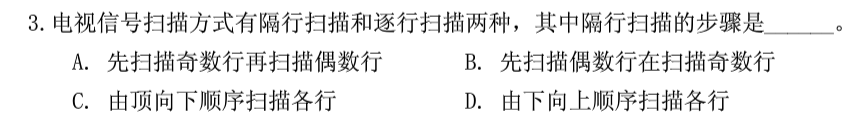 3.电视信号扫描方式有隔行扫描和逐行扫描两种，其中隔行扫描的步骤是______。
A. 先扫描奇数行再扫描偶数行 B. 先扫描偶数行在扫描奇数行
C. 由顶向下顺序扫描各行 D. 由下向上顺序扫描各行